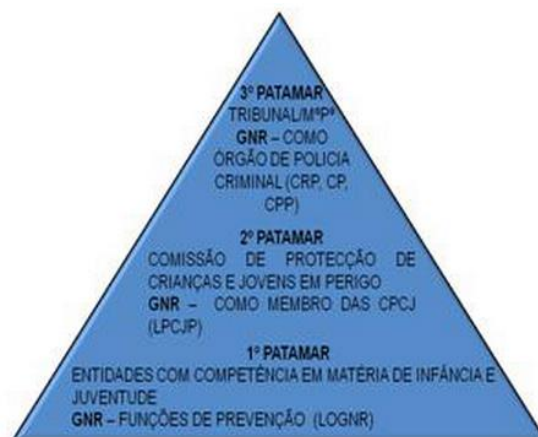 3º PATAMAR
TRIBUNAL/MºPº
GNR – COMO
ÓRGÃO DE POLICIA
CRIMINAL (CRP, CP,
CPP)
2º PATAMAR
COMISSÃO DE PROTECÇÃO DE
CRIANÇAS E JOVENS EM PERIGO
GNR – COMO MEMBRO DAS CPCJ
(LPCJP)
1º PATAMAR
ENTIDADES COM COMPETÊNCIA EM MATÉRIA DE INFÂNCIA E
JUVENTUDE
GNR – FUNÇÕES DE PREVENÇÃO (LOGNR)